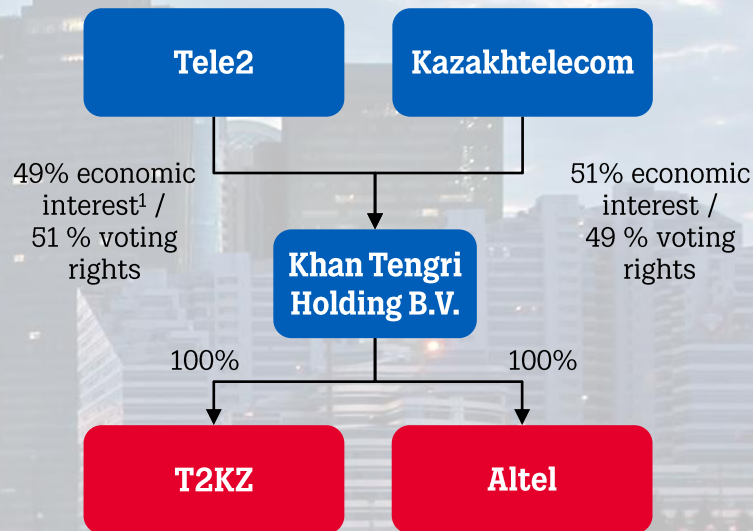 Tele2
Kazakhtelecom
49% economic
interest¹ /
51 % voting
rights
51% economic
interest /
49 % voting
rights
Khan Tengri
Holding B.V.
100%
100%
T2KZ
Altel